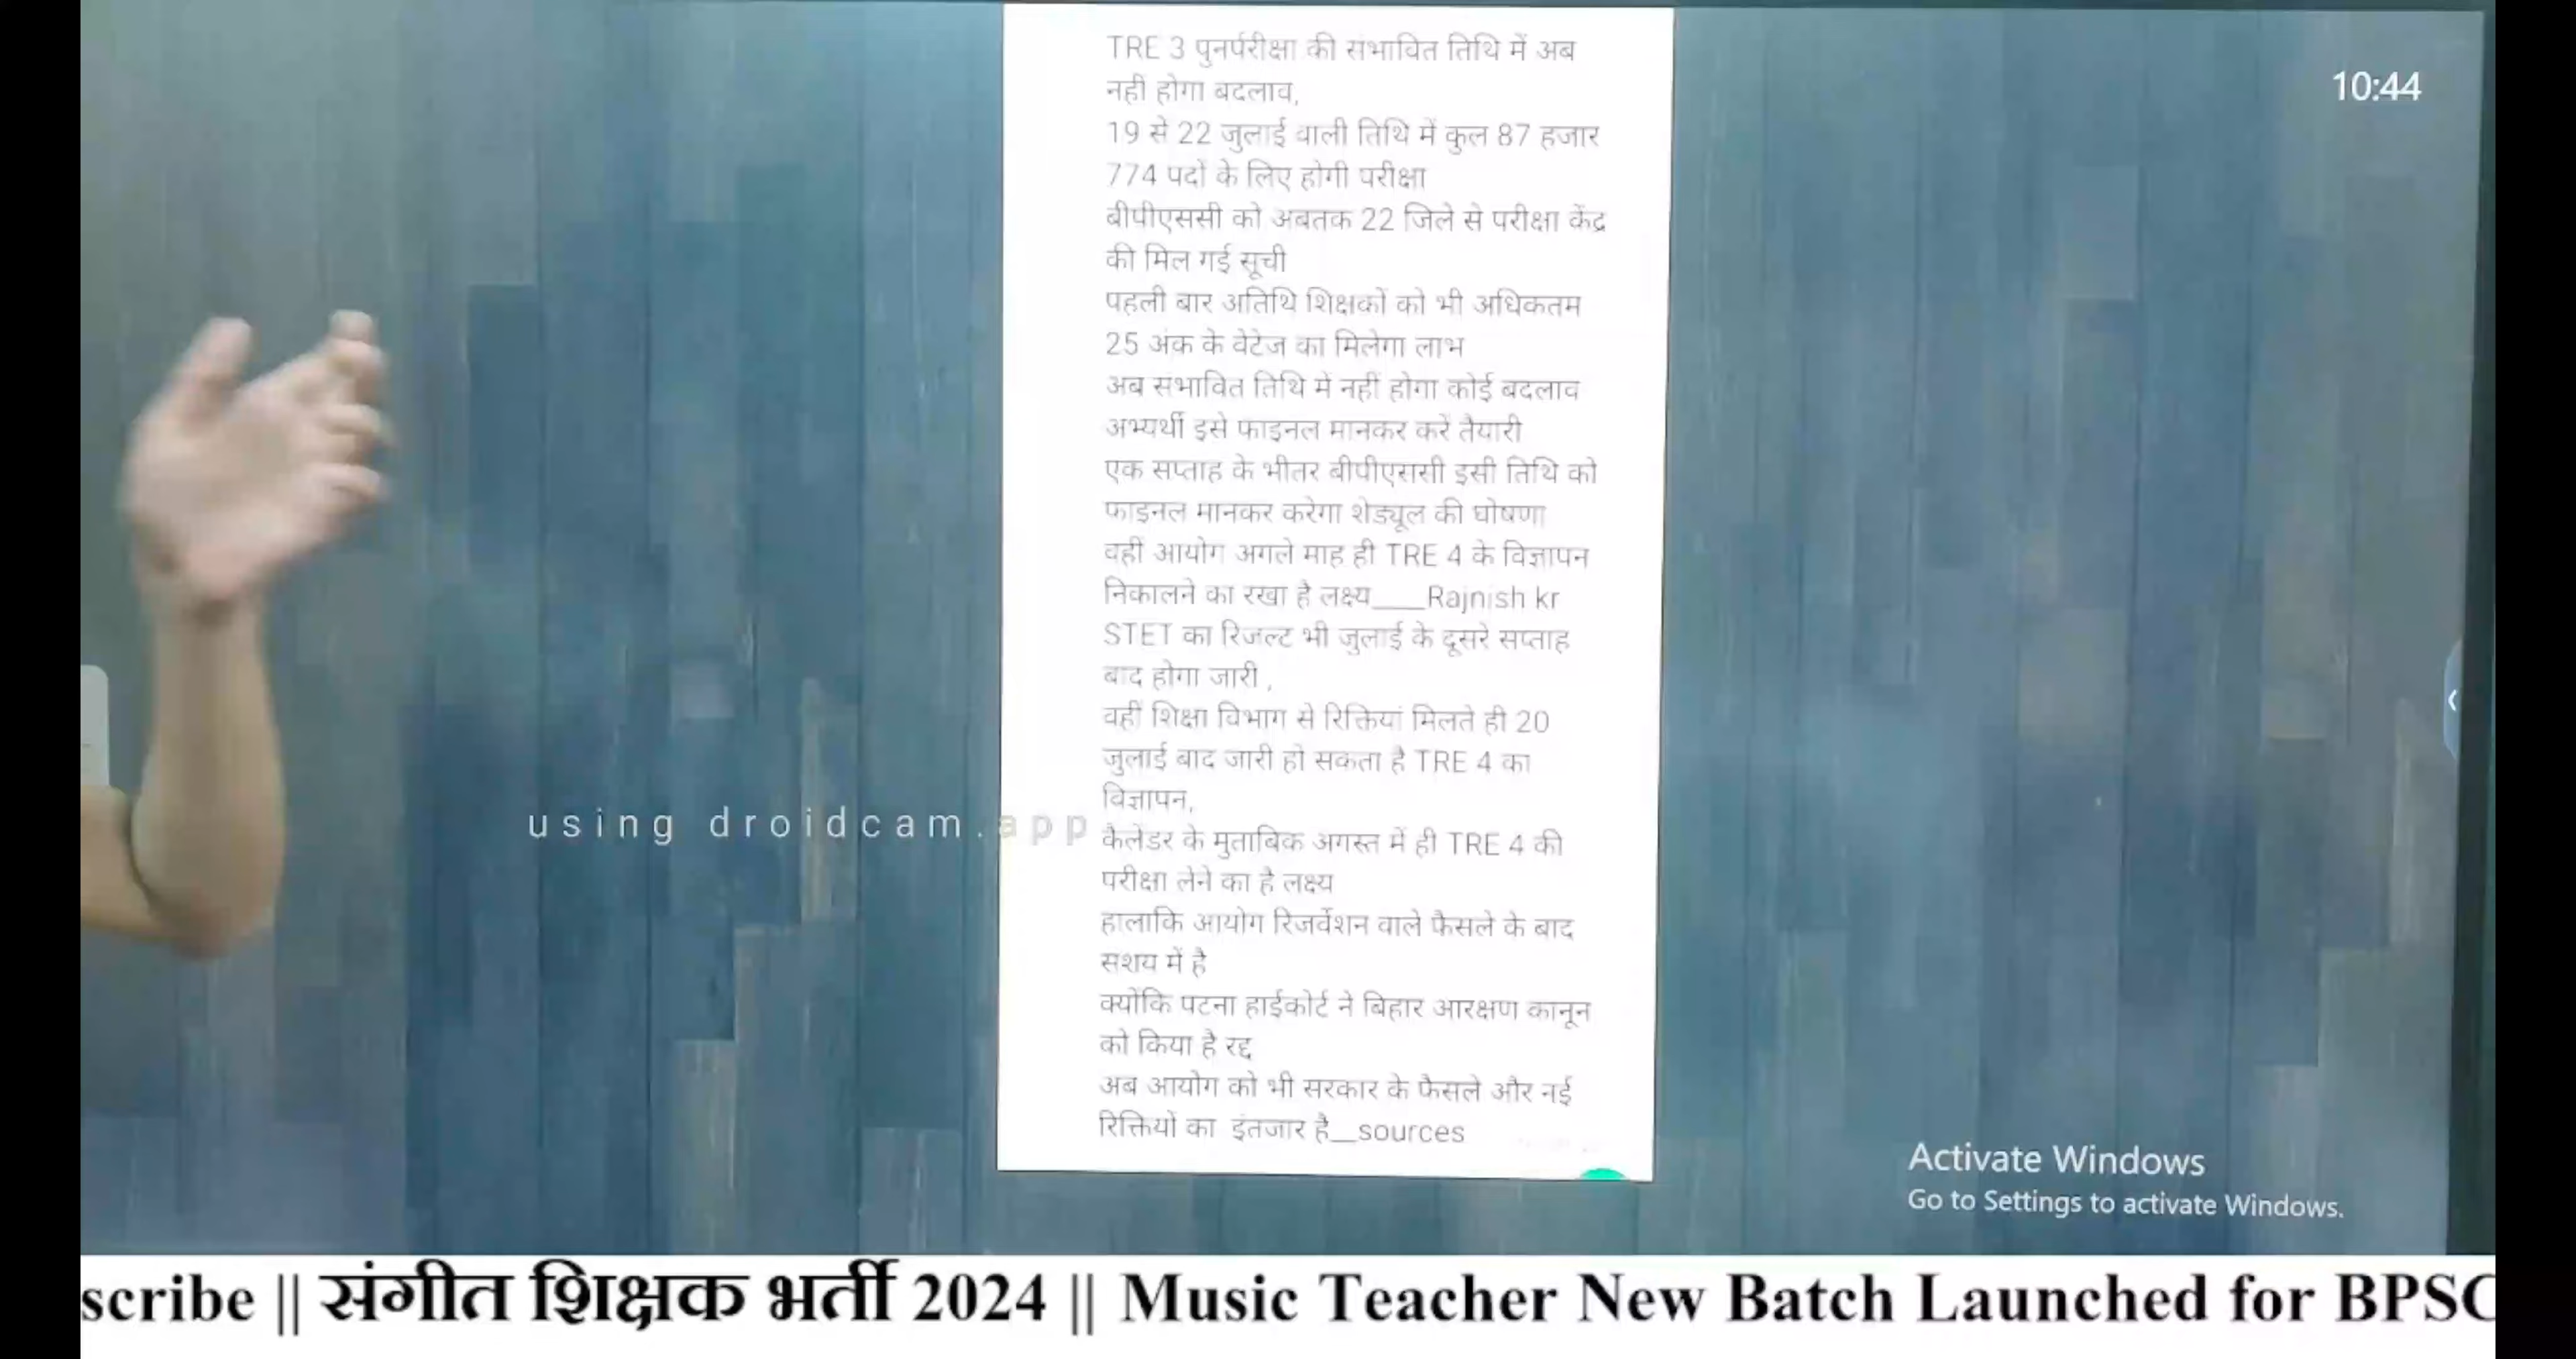 TRE 3 पुनर्परीक्षा की संभावित तिथि में अब
नही होगा बदलाव,
19 से 22 जुलाई वाली तिथि में कुल 87 हजार
774 पदों के लिए होगी परीक्षा
बीपीएससी को अबतक 22 जिले से परीक्षा केंद्र
की मिल गई सूची
पहली बार अतिथि शिक्षकों को भी अधिकतम
25 अंक के वेटेज का मिलेगा लाभ
अब संभावित तिथि में नहीं होगा कोई बदलाव
अभ्यर्थी इसे फाइनल मानकर करें तैयारी
एक सप्ताह के भीतर बीपीएससी इसी तिथि को
फाइनल मानकर करेगा शेड्यूल की घोषणा
वहीं आयोग अगले माह ही TRE 4 के विज्ञापन
निकालने का रखा है लक्ष्य____Rajnish kr
STET का रिजल्ट भी जुलाई के दूसरे सप्ताह
बाद होगा जारी ,
वहीं शिक्षा विभाग से रिक्तियां मिलते ही 20
जुलाई बाद जारी हो सकता है TRE 4 का
विज्ञापन,
कैलेंडर के मुताबिक अगस्त में ही TRE 4 की
परीक्षा लेने का है लक्ष्य
हालाकि आयोग रिजर्वेशन वाले फैसले के बाद
संशय में है
क्योंकि पटना हाईकोर्ट ने बिहार आरक्षण कानून
को किया है रद्द
अब आयोग को भी सरकार के फैसले और नई
रिक्तियों का इंतजार है__sources
10:44
using droidcam.app
Activate Windows
Go to Settings to activate Windows.
scribe || संगीत शिक्षक भर्ती 2024 || Music Teacher New Batch Launched for BPSC